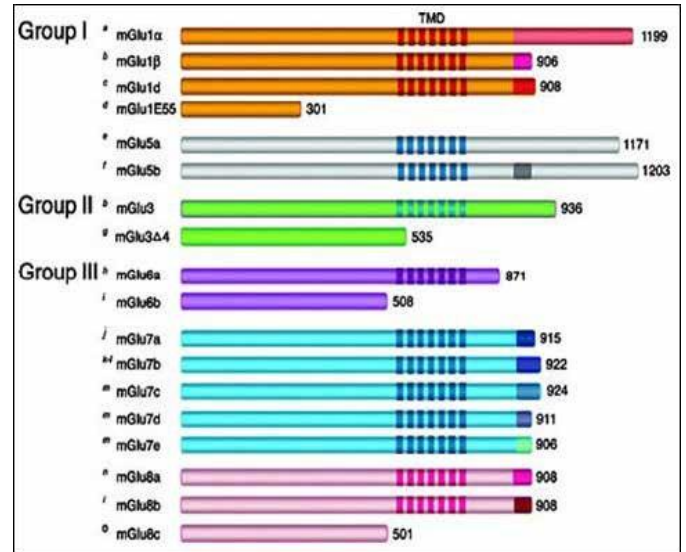 TMD
Group I a mGlu1α 1199
b mGlu1β 906
c mGlu1d 908
d mGlu1E55 301
e mGlu5a 1171
f mGlu5b 1203
Group II b mGlu3 936
g mGlu3Δ4 535
Group III h mGlu6a 871
i mGlu6b 508
j mGlu7a 915
k-l mGlu7b 922
m mGlu7c 924
m mGlu7d 911
m mGlu7e 906
n mGlu8a 908
i mGlu8b 908
o mGlu8c 501